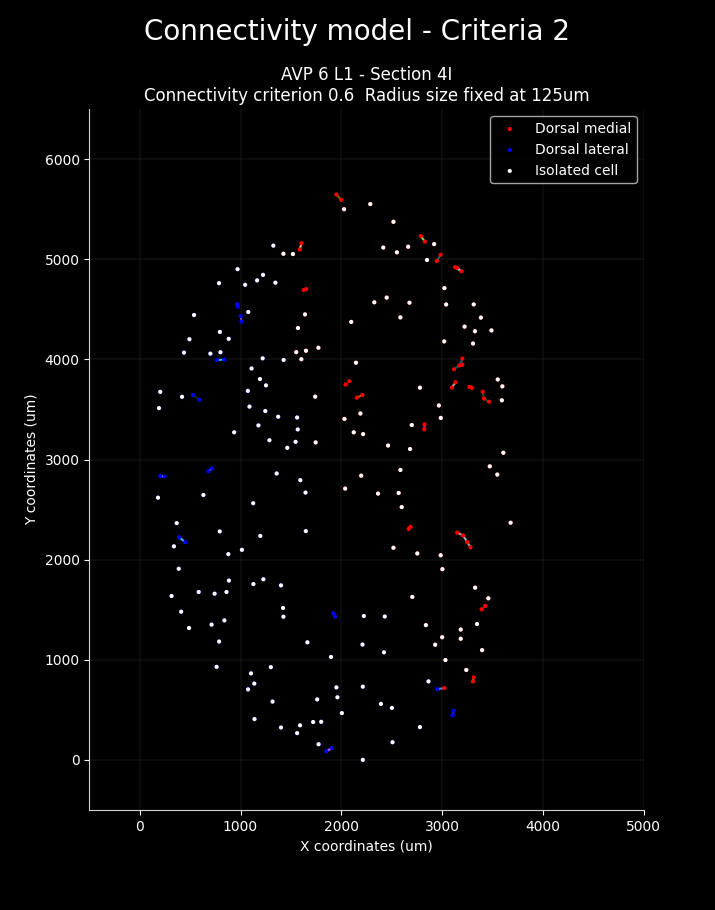 Connectivity model - Criteria 2
AVP 6 L1 - Section 4I
Connectivity criterion 0.6  Radius size fixed at 125um
Dorsal medial
Dorsal lateral
Isolated cell
6000
5000
4000
3000
2000
1000
0
Y coordinates (um)
0
1000
2000
3000
4000
5000
X coordinates (um)